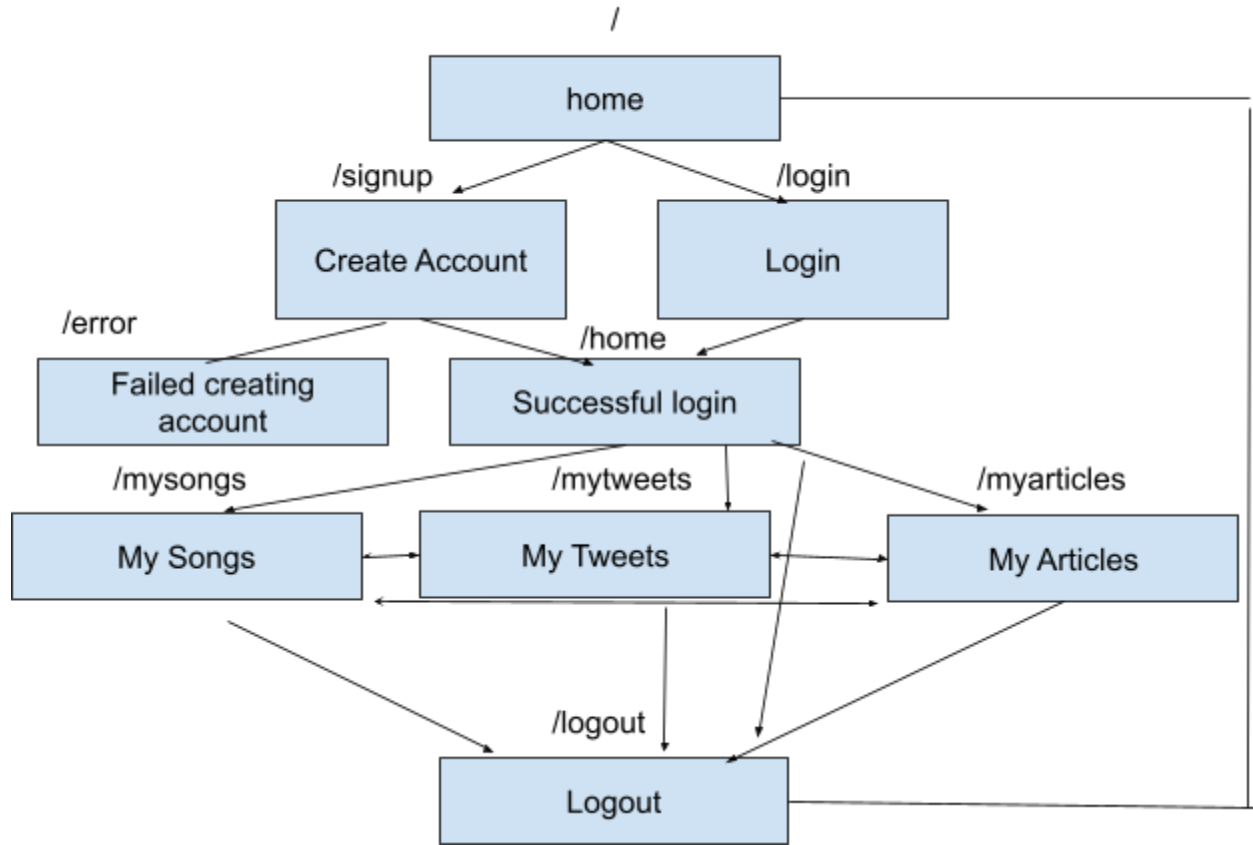 /
home
/signup
/login
Create Account
Login
/error
/home
Failed creating
account
Successful login
/mysongs
/mytweets
/myarticles
My Songs
My Tweets
My Articles
/logout
Logout